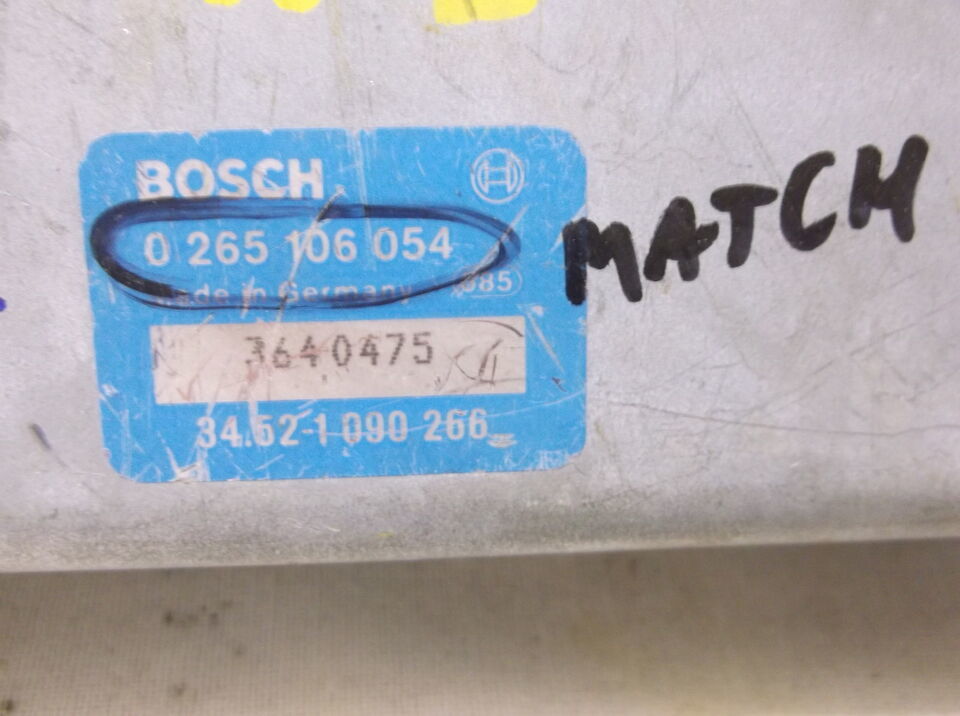 BOSCH
0 265 106 054
MATCH
Made in Germany 085
3640475
34.52-1 090 266